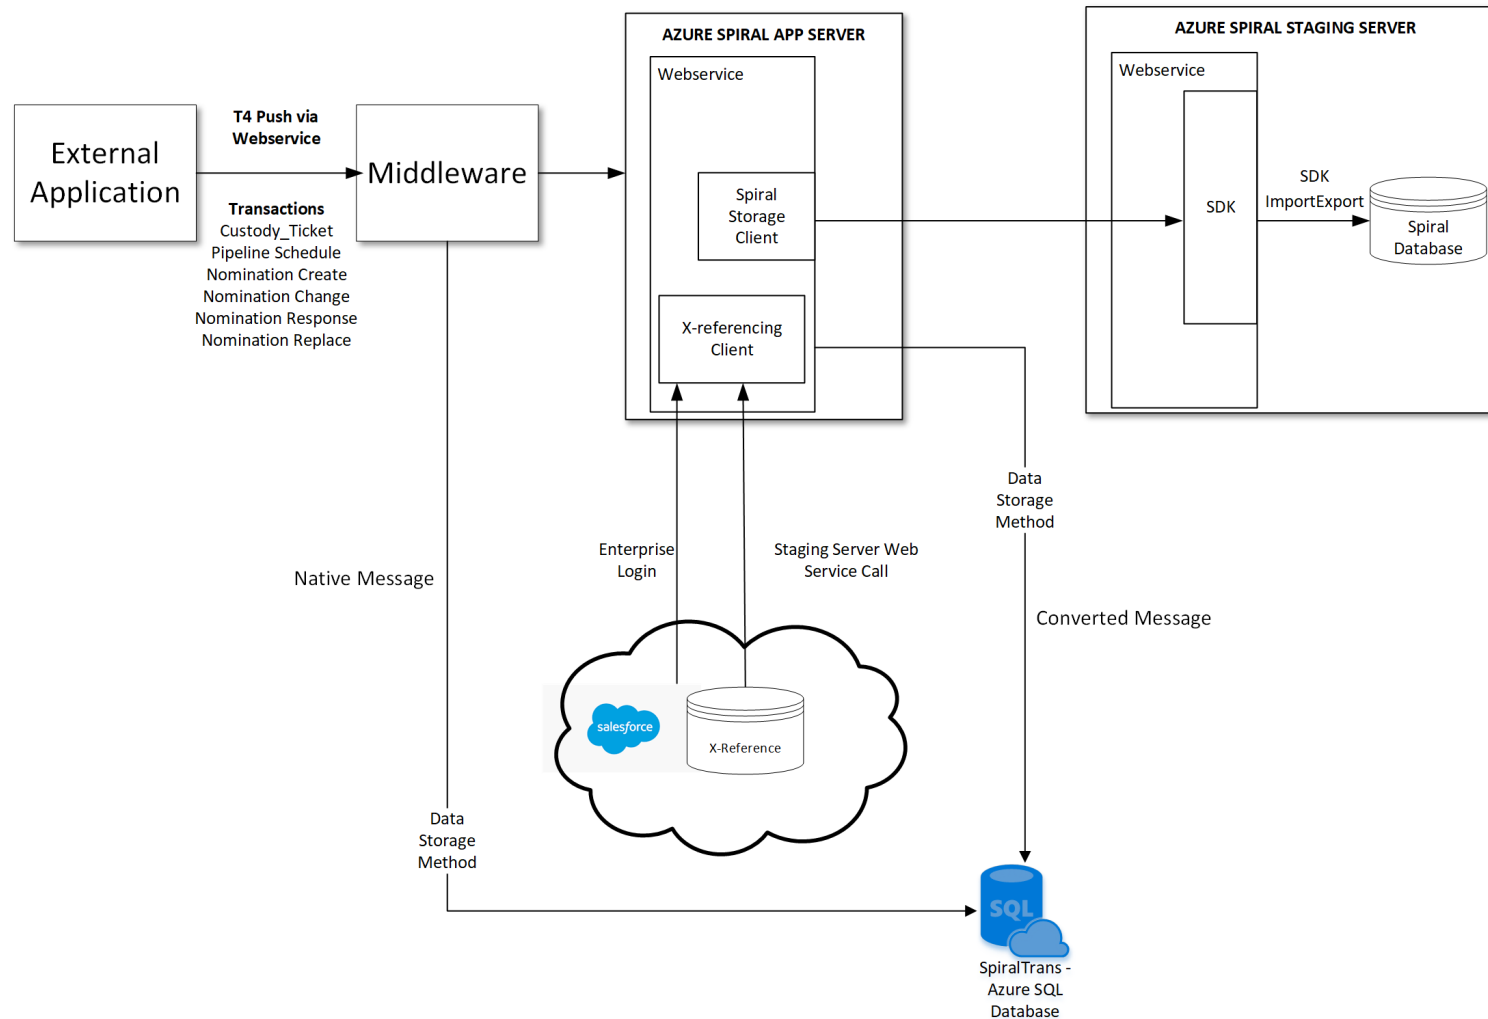 AZURE SPIRAL APP SERVER
AZURE SPIRAL STAGING SERVER
Webservice
Webservice
T4 Push via
Webservice
External
Application
Middleware
Transactions
Custody_Ticket
Pipeline Schedule
Nomination Create
Nomination Change
Nomination Response
Nomination Replace
Spiral
Storage
Client
X-referencing
Client
SDK
SDK
ImportExport
Spiral
Database
Data
Storage
Method
Enterprise
Login
Staging Server Web
Service Call
Native Message
Converted Message
salesforce
X-Reference
Data
Storage
Method
SQL
SpiralTrans -
Azure SQL
Database